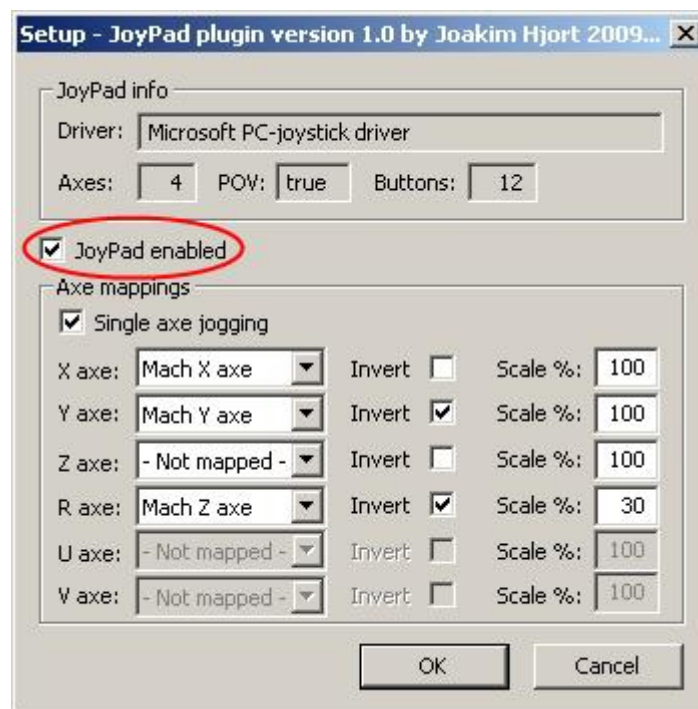 Setup - JoyPad plugin version 1.0 by Joakim Hjort 2009...
JoyPad info
Driver: Microsoft PC-joystick driver
Axes: 4 POV: true Buttons: 12
JoyPad enabled
Axe mappings
Single axe jogging
X axe: Mach X axe Invert Scale %: 100
Y axe: Mach Y axe Invert Scale %: 100
Z axe: - Not mapped - Invert Scale %: 100
R axe: Mach Z axe Invert Scale %: 30
U axe: - Not mapped - Invert Scale %: 100
V axe: - Not mapped - Invert Scale %: 100
OK Cancel